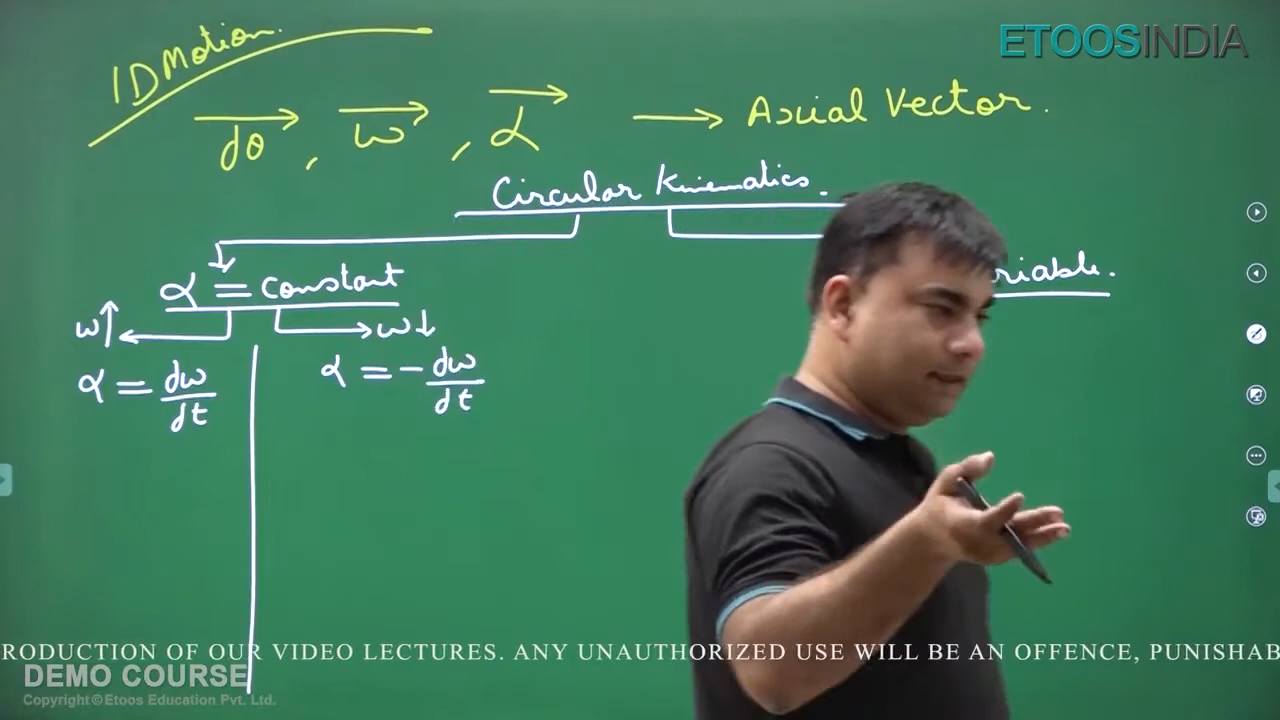 ETOOSINDIA
1D Motion.
dθ, ω, α → Axial Vector.
Circular Kinematics.
α = constant
riable.
ω↑ ω↓
α = dω/dt α = -dω/dt
RODUCTION OF OUR VIDEO LECTURES. ANY UNAUTHORIZED USE WILL BE AN OFFENCE, PUNISHAB
DEMO COURSE
Copyright©Etoos Education Pvt. Ltd.